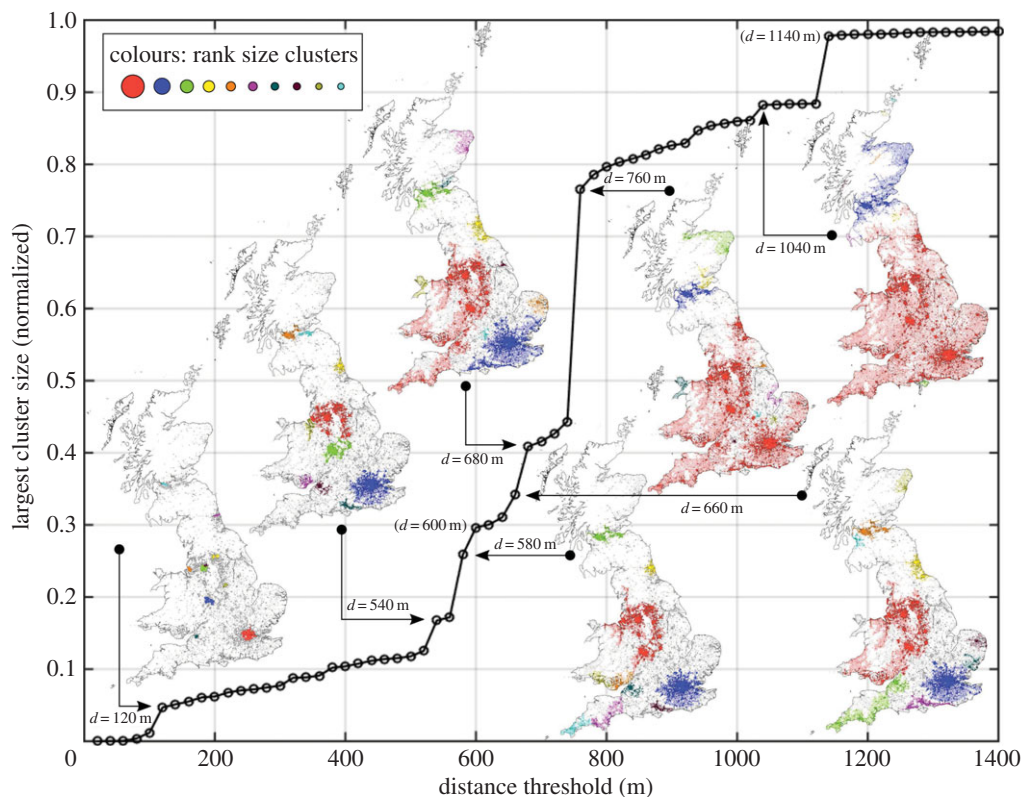 1.0
0.9
0.8
0.7
0.6
0.5
0.4
0.3
0.2
0.1
largest cluster size (normalized)
colours: rank size clusters
(d = 1140 m)
d = 760 m
d = 1040 m
d = 680 m
d = 660 m
(d = 600 m)
d = 580 m
d = 540 m
d = 120 m
0 200 400 600 800 1000 1200 1400
distance threshold (m)